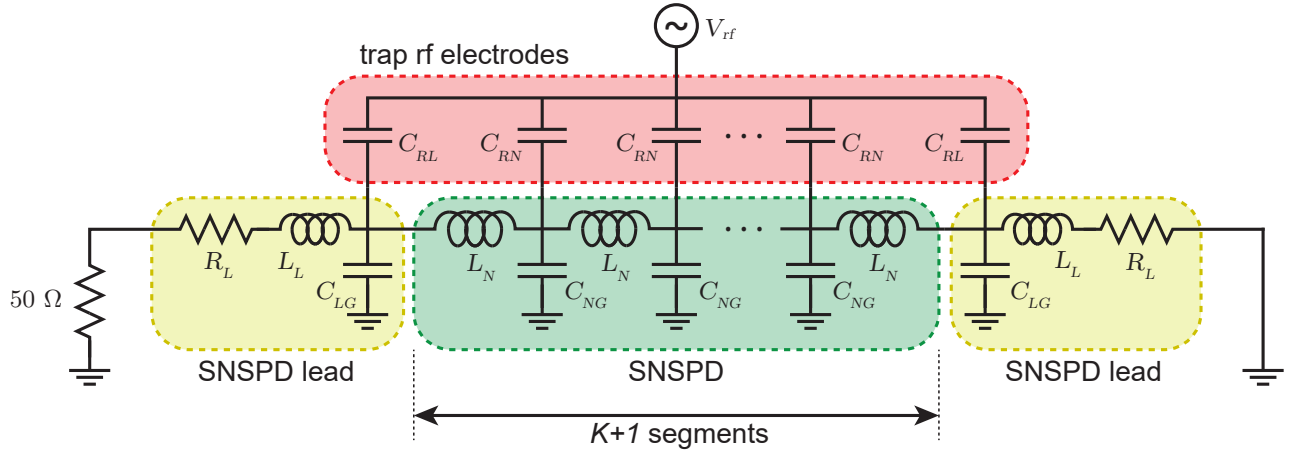 V_rf
trap rf electrodes
C_RL C_RN C_RN C_RN C_RL
R_L L_L L_N L_N L_N L_L R_L
50 Ω C_LG C_NG C_NG C_NG C_LG
SNSPD lead SNSPD SNSPD lead
K+1 segments